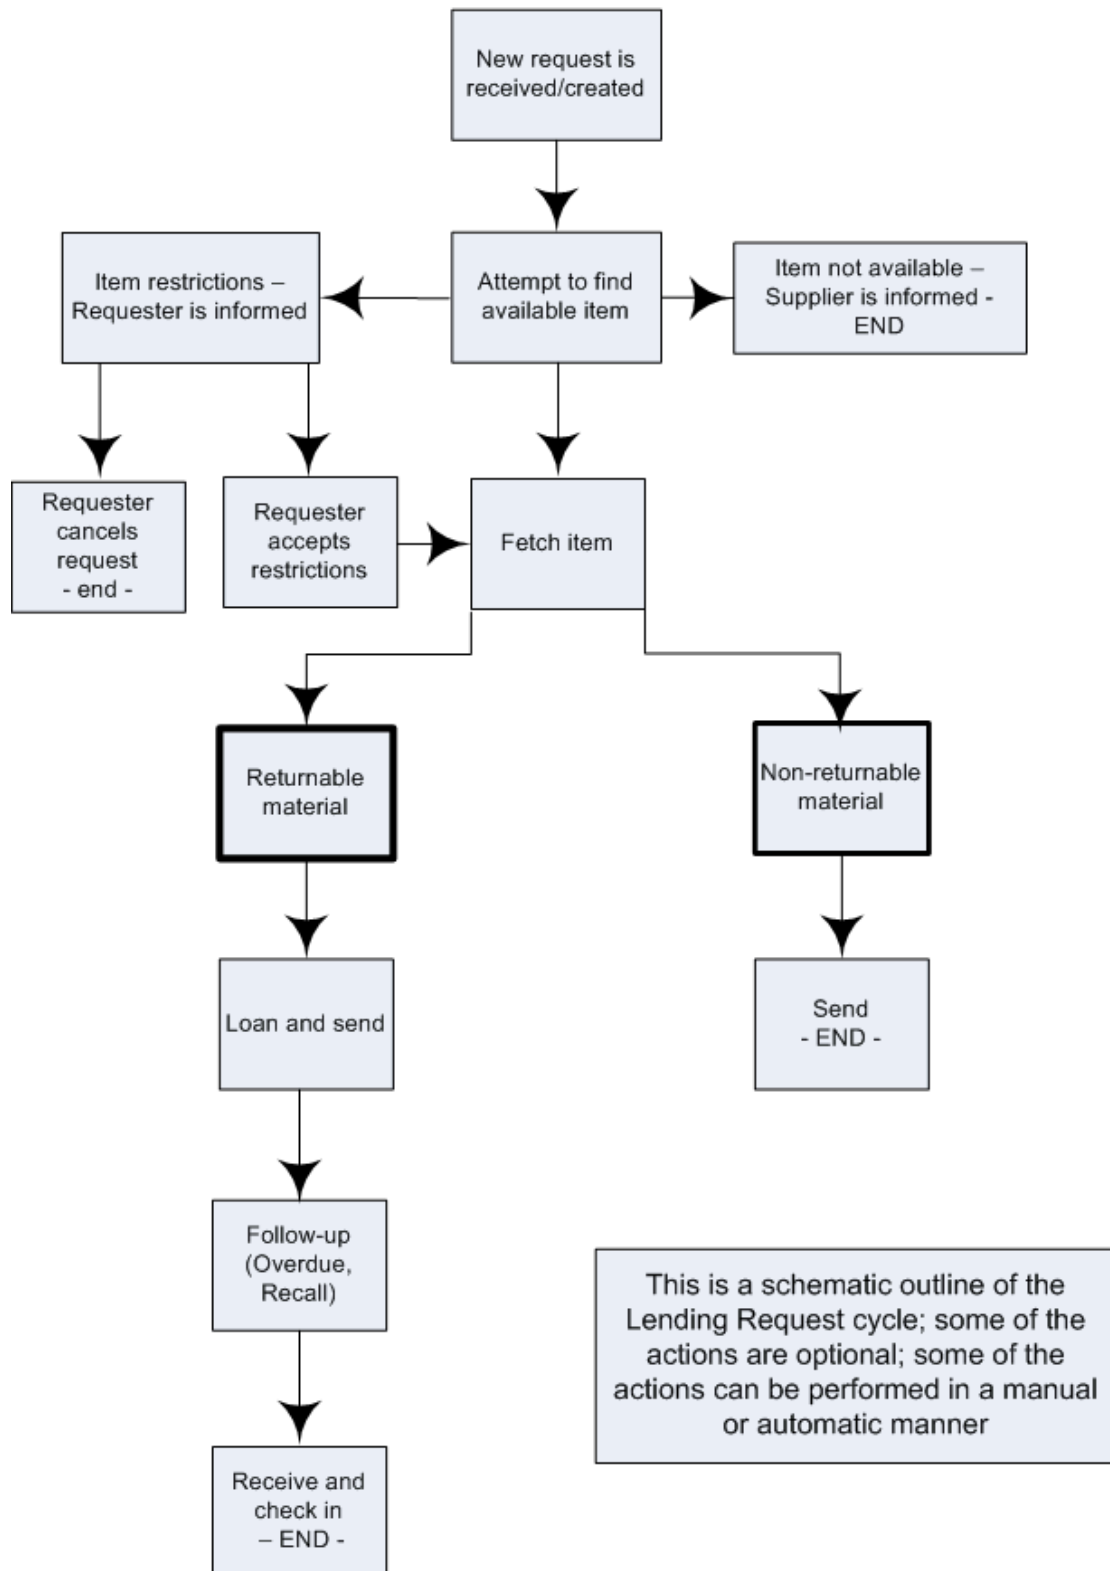 New request is
received/created
Item restrictions –
Requester is informed
Attempt to find
available item
Item not available –
Supplier is informed -
END
Requester
cancels
request
- end -
Requester
accepts
restrictions
Fetch item
Returnable
material
Non-returnable
material
Loan and send
Send
- END -
Follow-up
(Overdue,
Recall)
This is a schematic outline of the
Lending Request cycle; some of the
actions are optional; some of the
actions can be performed in a manual
or automatic manner
Receive and
check in
– END -